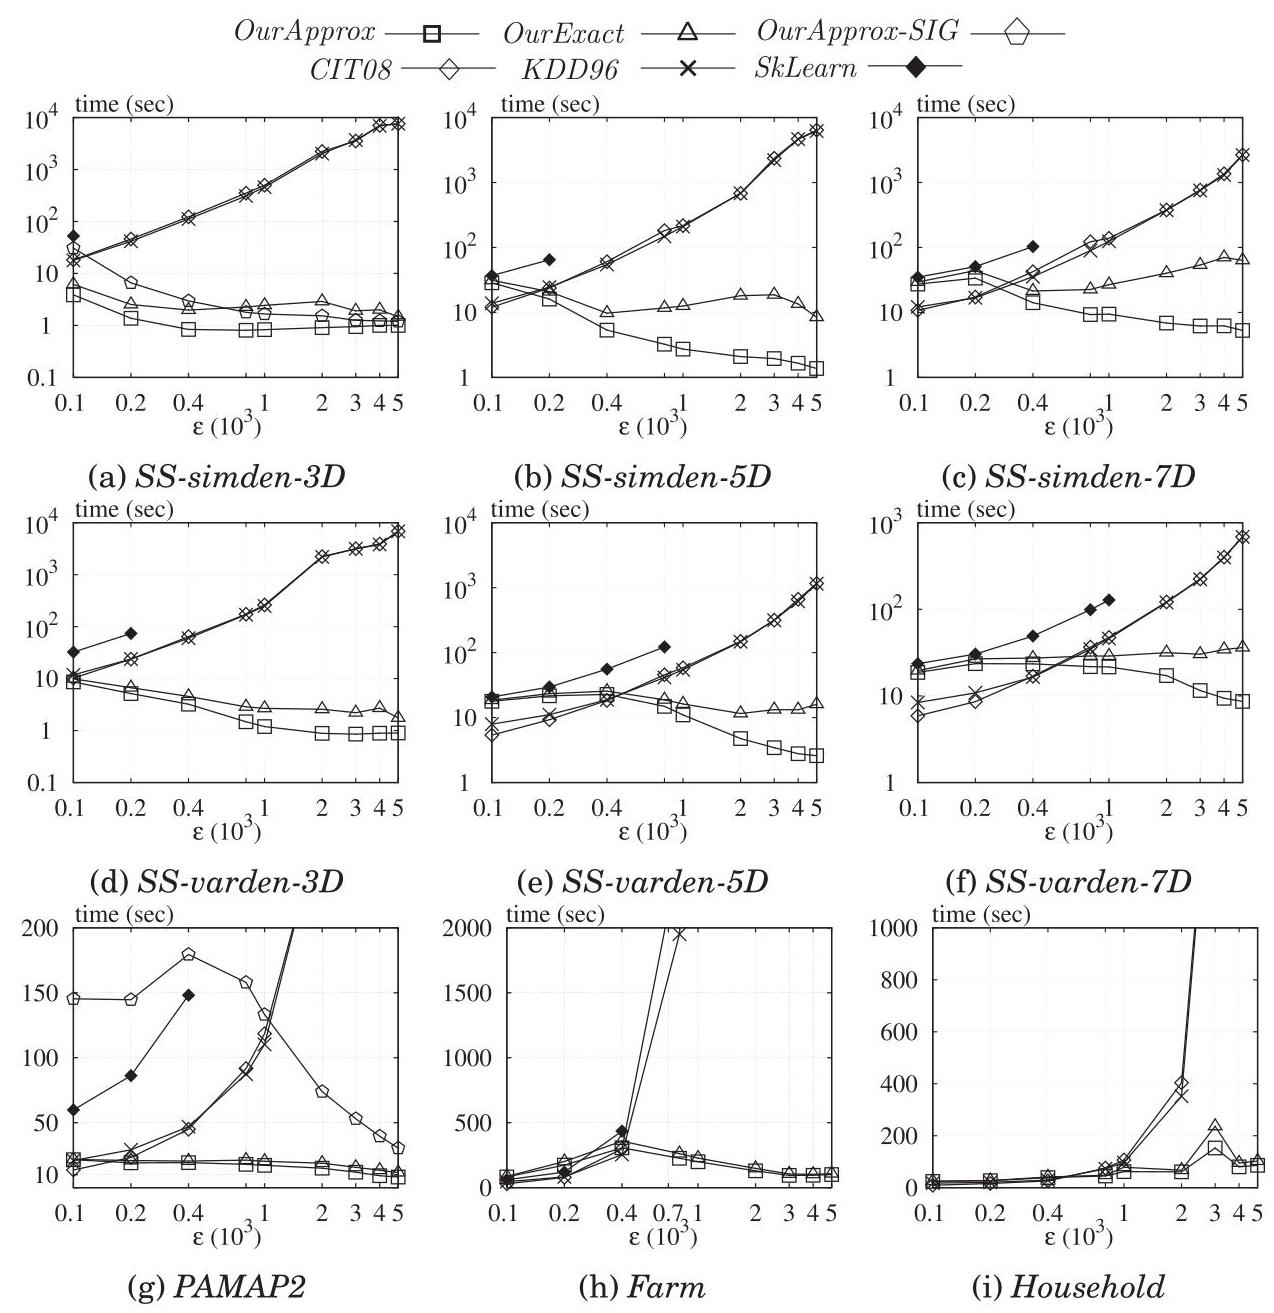 OurApprox OurExact OurApprox-SIG
CIT08 KDD96 SkLearn
time (sec) time (sec) time (sec)
10^4 10^4 10^4
10^3 10^3 10^3
10^2 10^2 10^2
10 10 10
1 1 1
0.1
0.1 0.2 0.4 1 2 3 4 5 0.1 0.2 0.4 1 2 3 4 5 0.1 0.2 0.4 1 2 3 4 5
ε (10^3) ε (10^3) ε (10^3)
(a) SS-simden-3D (b) SS-simden-5D (c) SS-simden-7D
time (sec) time (sec) time (sec)
10^4 10^4 10^3
10^3 10^3 10^2
10^2 10^2 10
10 10 1
1 1
0.1
0.1 0.2 0.4 1 2 3 4 5 0.1 0.2 0.4 1 2 3 4 5 0.1 0.2 0.4 1 2 3 4 5
ε (10^3) ε (10^3) ε (10^3)
(d) SS-varden-3D (e) SS-varden-5D (f) SS-varden-7D
time (sec) time (sec) time (sec)
200 2000 1000
150 1500 800
100 1000 600
50 500 400
10 0 200
0
0.1 0.2 0.4 1 2 3 4 5 0.1 0.2 0.4 0.7 1 2 3 4 5 0.1 0.2 0.4 1 2 3 4 5
ε (10^3) ε (10^3) ε (10^3)
(g) PAMAP2 (h) Farm (i) Household